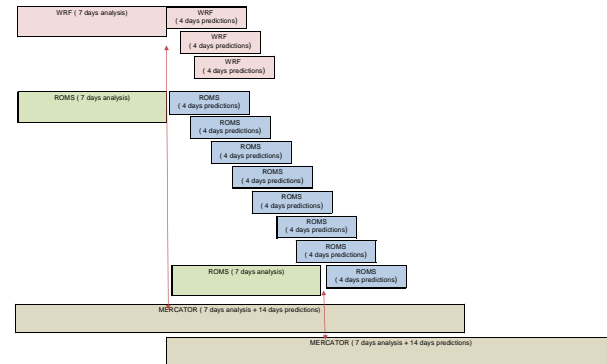 WRF ( 7 days analysis)
WRF
( 4 days predictions)
WRF
( 4 days predictions)
WRF
( 4 days predictions)
ROMS ( 7 days analysis)
ROMS
( 4 days predictions)
ROMS
( 4 days predictions)
ROMS
( 4 days predictions)
ROMS
( 4 days predictions)
ROMS
( 4 days predictions)
ROMS
( 4 days predictions)
ROMS
( 4 days predictions)
ROMS ( 7 days analysis)
ROMS
( 4 days predictions)
MERCATOR ( 7 days analysis + 14 days predictions)
MERCATOR ( 7 days analysis + 14 days predictions)